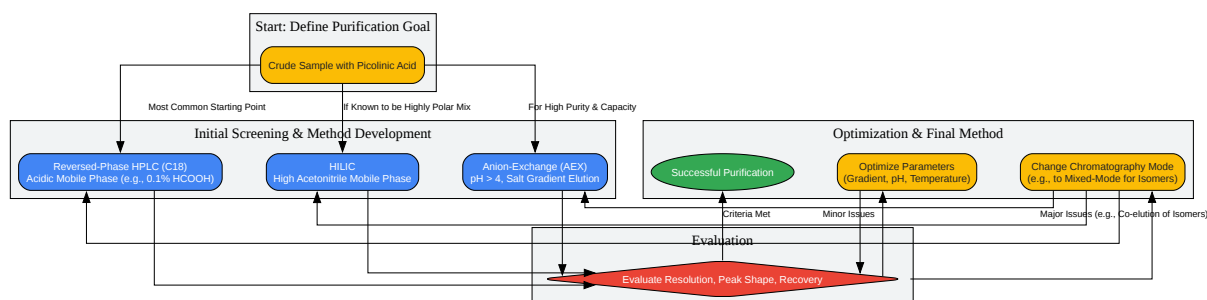 Start: Define Purification Goal
Crude Sample with Picolinic Acid
Most Common Starting Point
If Known to be Highly Polar Mix
For High Purity & Capacity
Initial Screening & Method Development
Reversed-Phase HPLC (C18)
Acidic Mobile Phase (e.g., 0.1% HCOOH)
HILIC
High Acetonitrile Mobile Phase
Anion-Exchange (AEX)
pH > 4, Salt Gradient Elution
Optimization & Final Method
Successful Purification
Optimize Parameters
(Gradient, pH, Temperature)
Change Chromatography Mode
(e.g., to Mixed-Mode for Isomers)
Criteria Met
Minor Issues
Major Issues (e.g., Co-elution of Isomers)
Evaluation
Evaluate Resolution, Peak Shape, Recovery